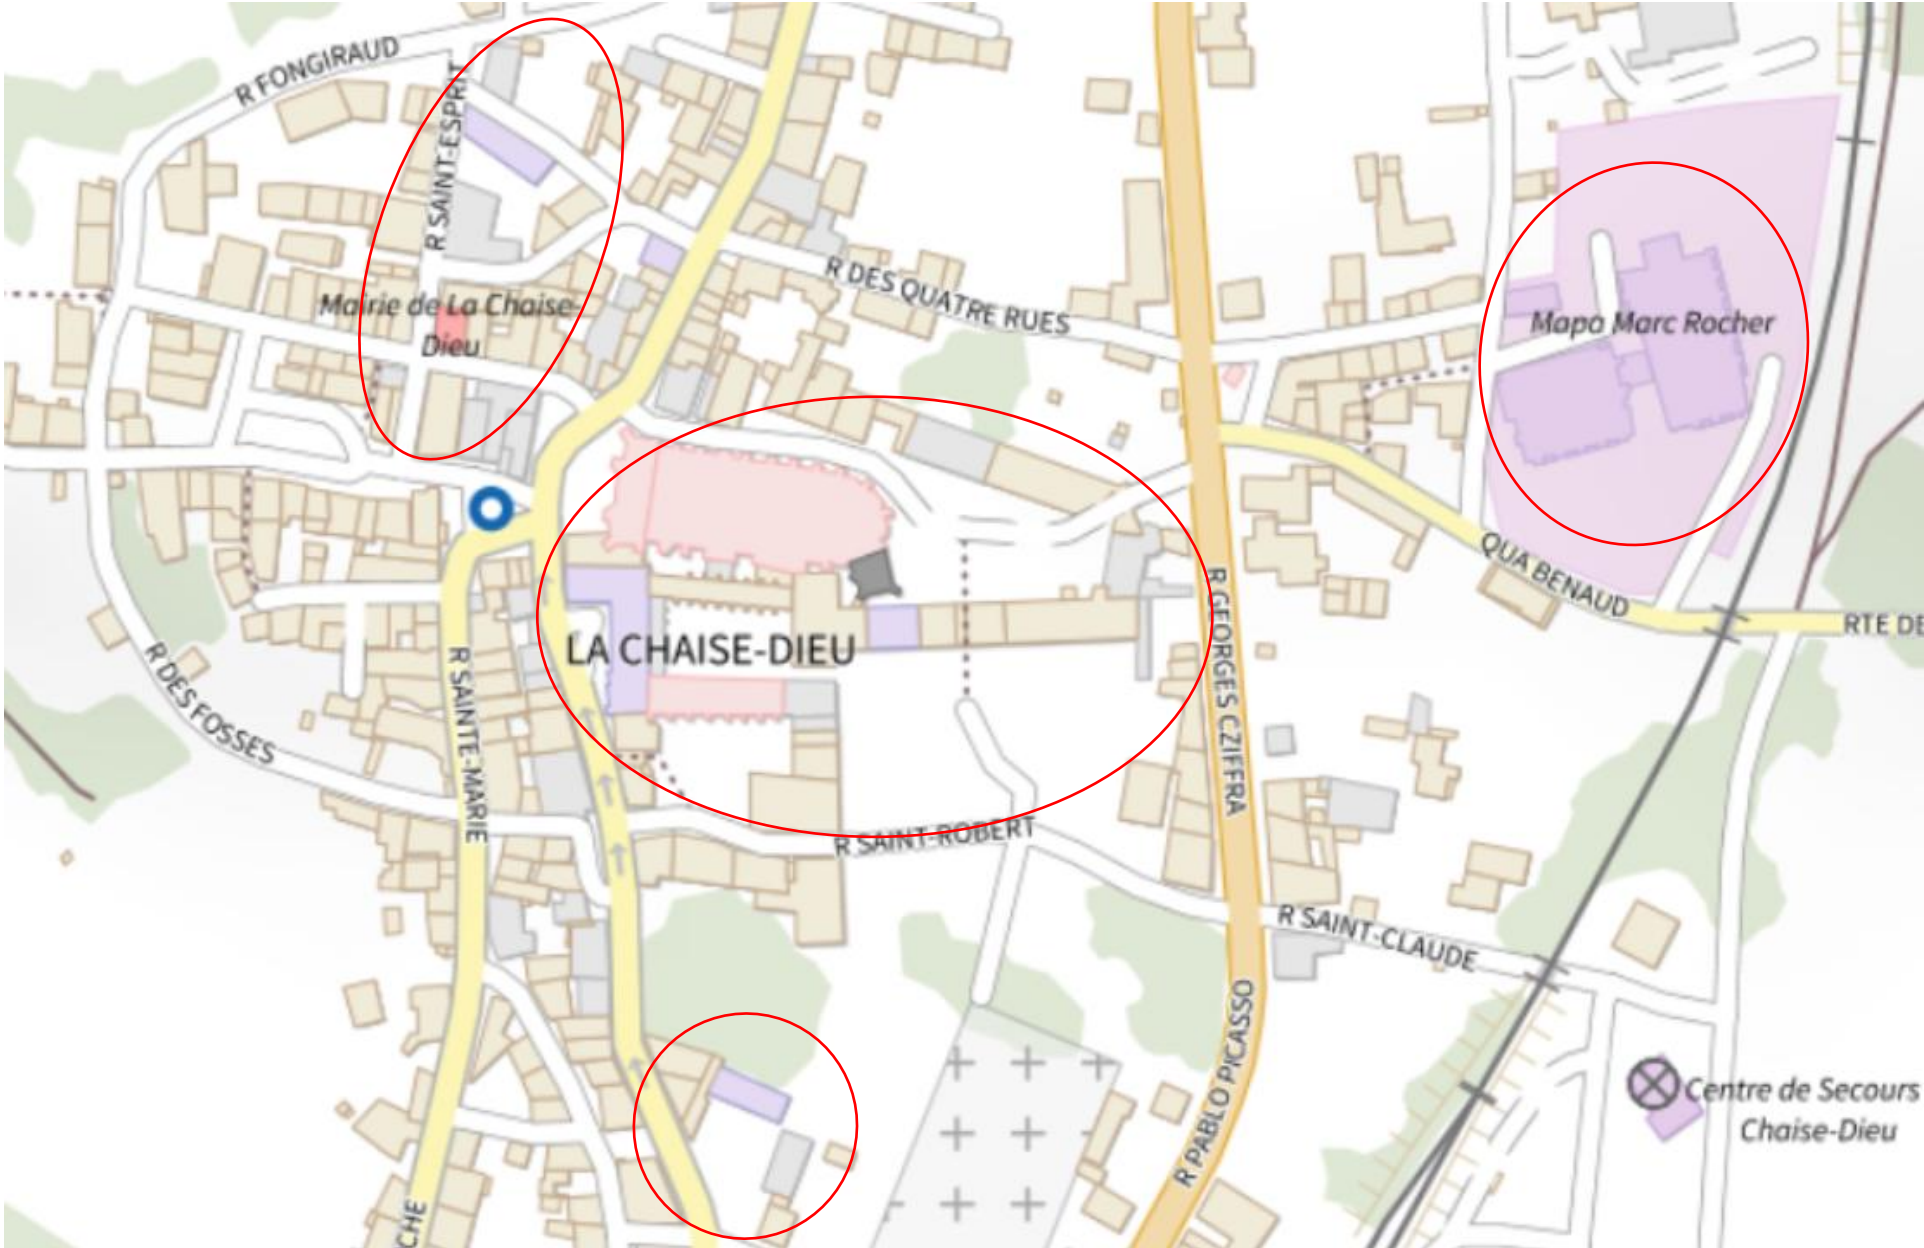 R FONGIRAUD
R SAINT-ESPRIT
R DES QUATRE RUES
Mairie de La Chaise-
Dieu
Mapa Marc Rocher
QUA BENAUD
RTE DE
LA CHAISE-DIEU
R GEORGES CZIFFRA
R DES FOSSES
R SAINTE-MARIE
R SAINT-ROBERT
R SAINT-CLAUDE
R PABLO PICASSO
Centre de Secours
Chaise-Dieu
CHE